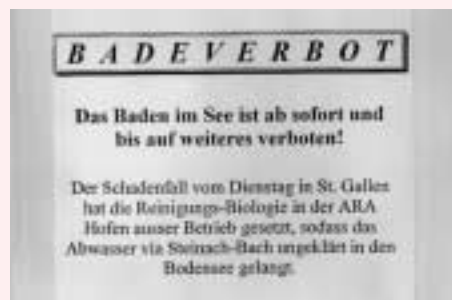 BADEVERBOT
Das Baden im See ist ab sofort und
bis auf weiteres verboten!
Der Schadenfall vom Dienstag in St. Gallen
hat die Reinigungs-Biologie in der ARA
Hofen ausser Betrieb gesetzt, sodass das
Abwasser via Steinach-Bach ungeklärt in den
Bodensee gelangt.